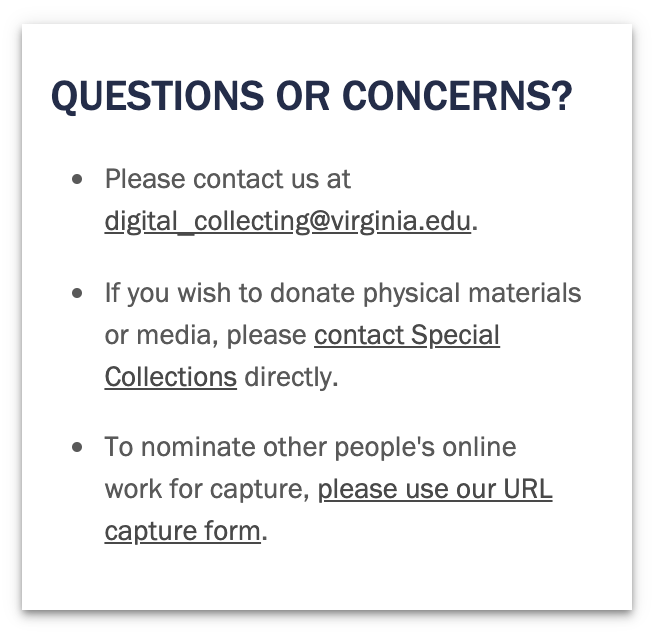 QUESTIONS OR CONCERNS?
• Please contact us at
digital_collecting@virginia.edu.
• If you wish to donate physical materials
or media, please contact Special
Collections directly.
• To nominate other people's online
work for capture, please use our URL
capture form.